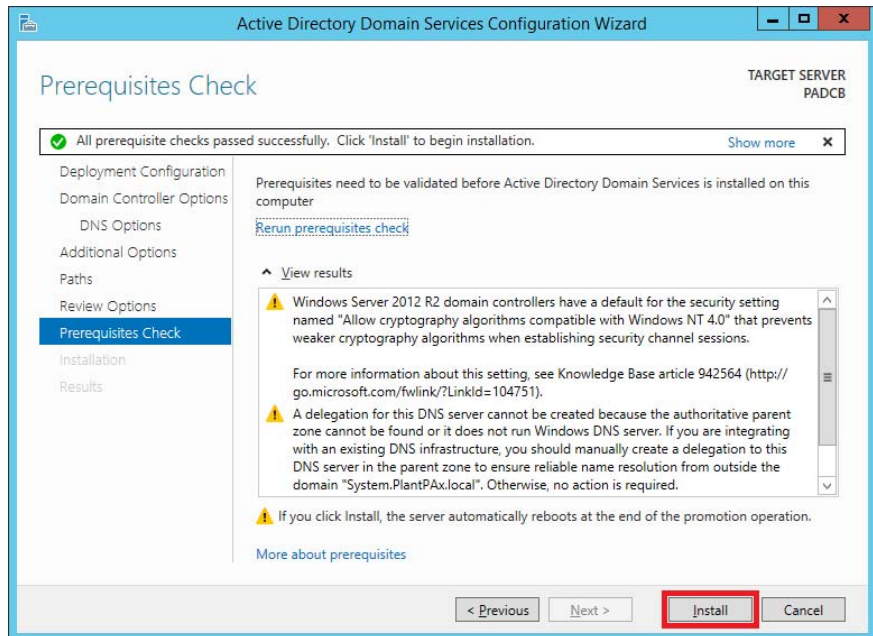 Active Directory Domain Services Configuration Wizard
Prerequisites Check
TARGET SERVER
PADCB
All prerequisite checks passed successfully. Click 'Install' to begin installation.
Show more
Deployment Configuration
Domain Controller Options
DNS Options
Additional Options
Paths
Review Options
Prerequisites Check
Installation
Results
Prerequisites need to be validated before Active Directory Domain Services is installed on this
computer
Rerun prerequisites check
View results
Windows Server 2012 R2 domain controllers have a default for the security setting
named "Allow cryptography algorithms compatible with Windows NT 4.0" that prevents
weaker cryptography algorithms when establishing security channel sessions.
For more information about this setting, see Knowledge Base article 942564 (http://
go.microsoft.com/fwlink/?LinkId=104751).
A delegation for this DNS server cannot be created because the authoritative parent
zone cannot be found or it does not run Windows DNS server. If you are integrating
with an existing DNS infrastructure, you should manually create a delegation to this
DNS server in the parent zone to ensure reliable name resolution from outside the
domain "System.PlantPAx.local". Otherwise, no action is required.
If you click Install, the server automatically reboots at the end of the promotion operation.
More about prerequisites
< Previous
Next >
Install
Cancel